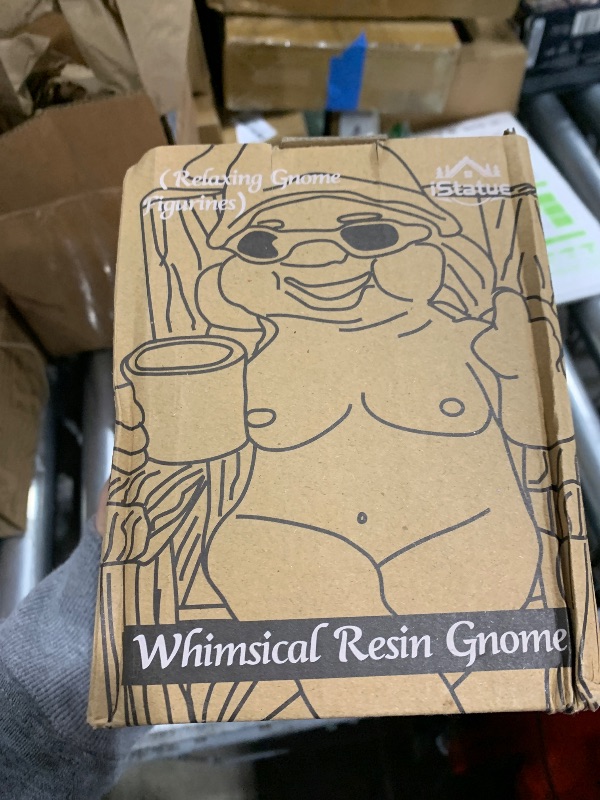 (Relaxing Gnome
Figurines)
iStatue
Whimsical Resin Gnome